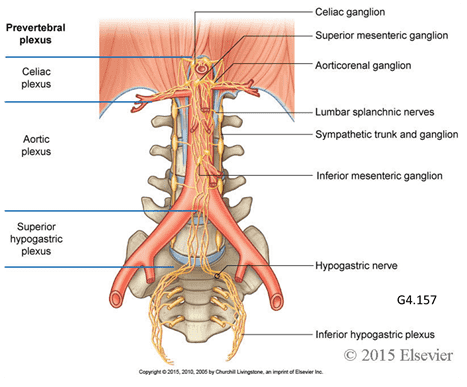 Prevertebral
plexus
Celiac
plexus
Aortic
plexus
Superior
hypogastric
plexus
Celiac ganglion
Superior mesenteric ganglion
Aorticorenal ganglion
Lumbar splanchnic nerves
Sympathetic trunk and ganglion
Inferior mesenteric ganglion
Hypogastric nerve
G4.157
Inferior hypogastric plexus
© 2015 Elsevier
Copyright © 2015, 2010, 2005 by Churchill Livingstone, an imprint of Elsevier Inc.